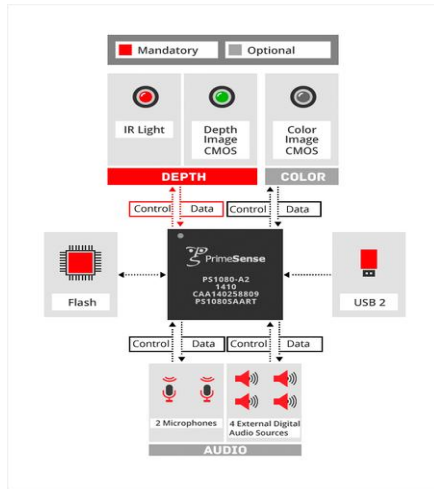 Mandatory
Optional
IR Light
Depth
Image
CMOS
Color
Image
CMOS
DEPTH
COLOR
Control Data
Control Data
PrimeSense
PS1080-A2
1410
CAA140258809
PS1080SAART
Flash
USB 2
Control Data
Control Data
2 Microphones
4 External Digital
Audio Sources
AUDIO